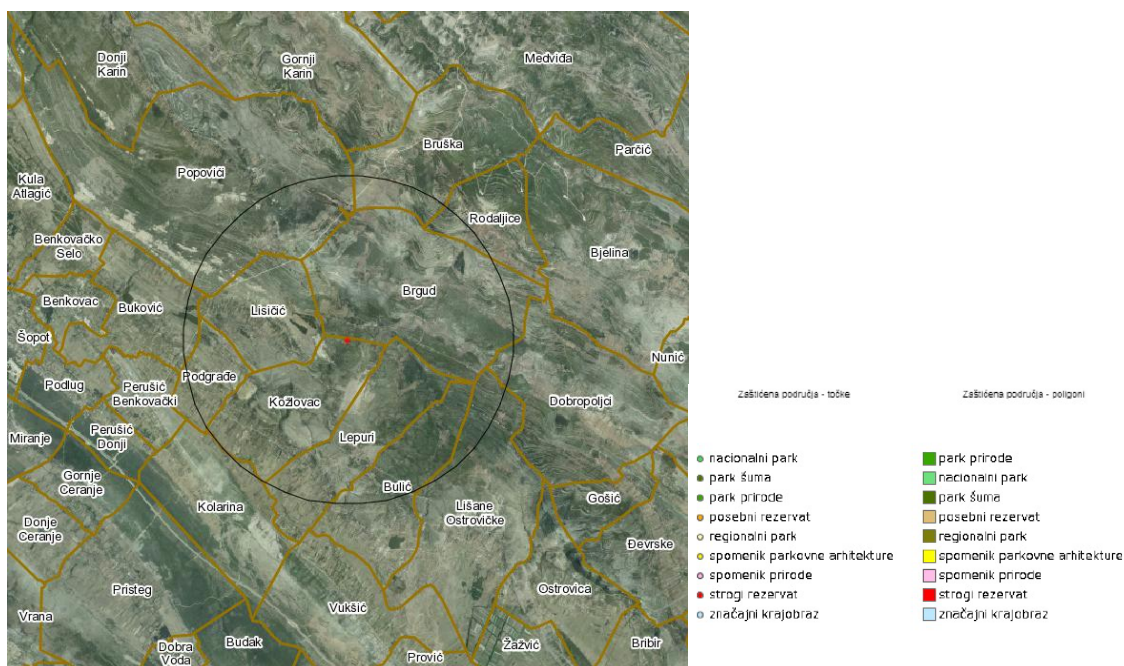 Donji
Karin
Gornji
Karin
Medviđa
Bruška
Parčić
Popovići
Kula
Atlagić
Rodaljice
Benkovačko
Selo
Bjelina
Benkovac
Buković
Lisičić
Brgud
Šopot
Nunić
Podlug
Perušić
Benkovački
Podgrađe
Kožlovac
Dobropoljci
Miranje
Perušić
Donji
Lepuri
Gornje
Ceranje
Bulić
Kolarina
Lišane
Ostrovičke
Gošić
Donje
Ceranje
Đevrske
Pristeg
Ostrovica
Vrana
Vukšić
Dobra
Voda
Buđak
Prović
Žažvić
Bribir
Zaštićena područja - točke
nacionalni park
park šuma
park prirode
posebni rezervat
regionalni park
spomenik parkovne arhitekture
spomenik prirode
strogi rezervat
značajni krajobraz
Zaštićena područja - poligoni
park prirode
nacionalni park
park šuma
posebni rezervat
regionalni park
spomenik parkovne arhitekture
spomenik prirode
strogi rezervat
značajni krajobraz